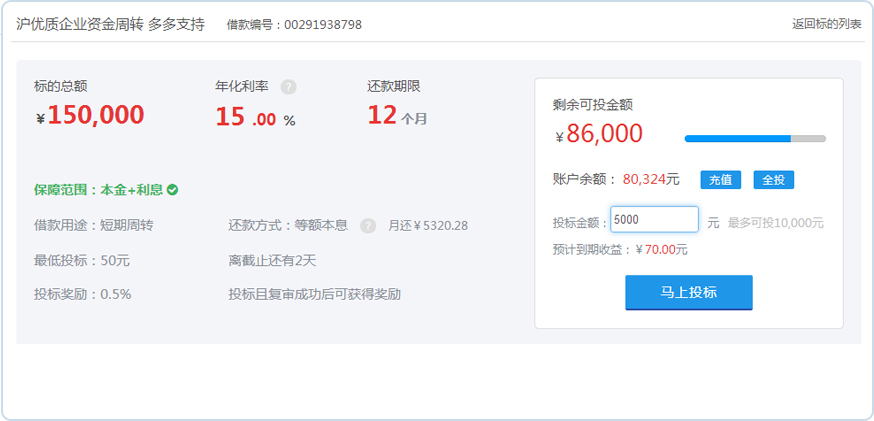 沪优质企业资金周转 多多支持 借款编号：00291938798 返回标的列表
标的总额 年化利率 ? 还款期限
¥150,000 15 .00 % 12 个月
保障范围：本金+利息
借款用途：短期周转 还款方式：等额本息 ? 月还¥5320.28
最低投标：50元 离截止还有2天
投标奖励：0.5% 投标且复审成功后可获得奖励
剩余可投金额
¥86,000
账户余额： 80,324元 充值 全投
投标金额： 5000 元 最多可投10,000元
预计到期收益：¥70.00元
马上投标